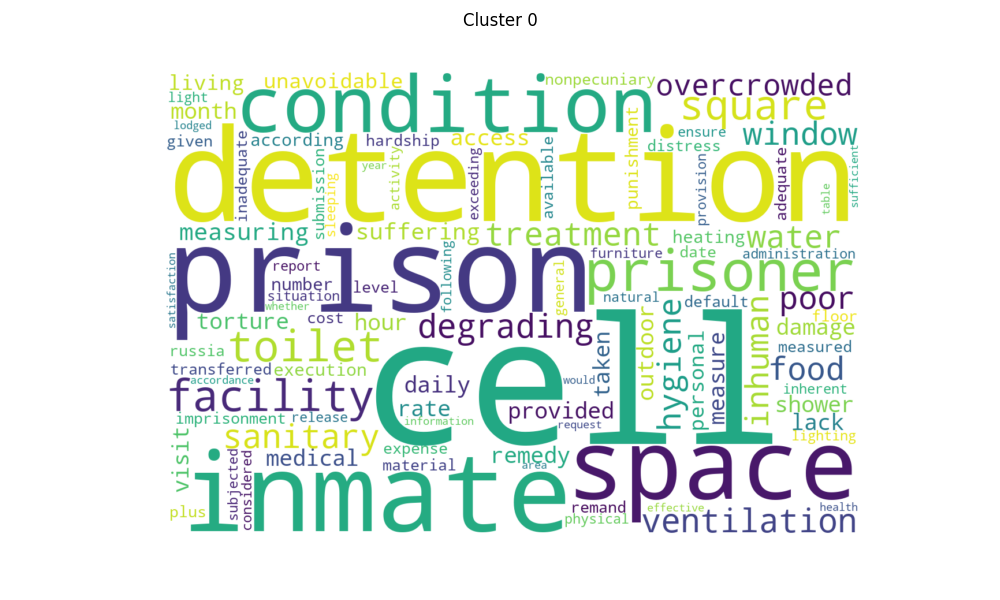 Cluster 0
living unavoidable condition nonpecuniary overcrowded
light month square
lodged given according hardship access ensure distress window
detention
inadequate submission sleeping year activity exceeding available punishment provision adequate table sufficient
measuring suffering treatment heating water
prison
satisfaction report number situation whether level following general furniture date administration
prisoner
natural default poor
torture cost hour degrading floor damage
russia toilet taken outdoor hygiene personal measure inhuman measured
transferred execution food
accordance daily cell would inherent
facility rate provided shower
imprisonment release information request lack
visit sanitary expense remedy lighting
subjected considered medical material area space
inmate
plus remand effective health
physical ventilation